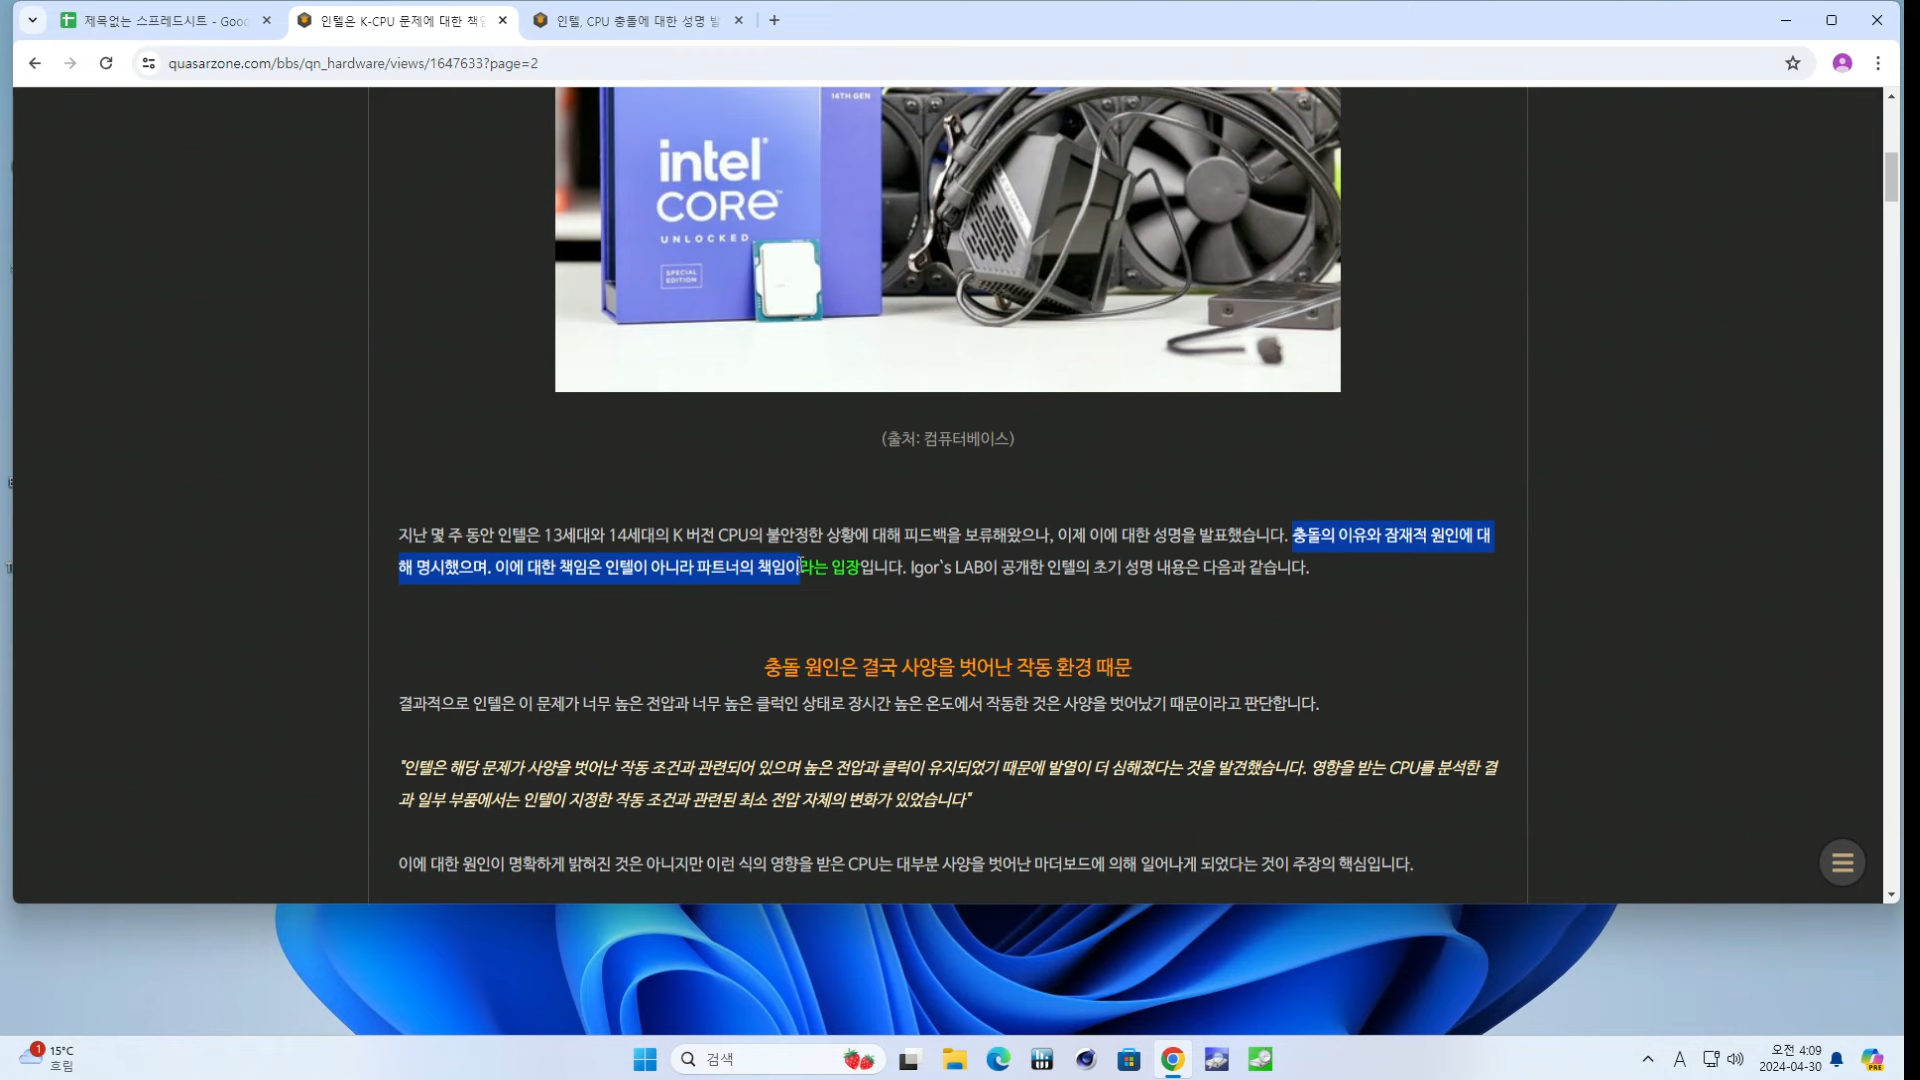 제목없는 스프레드시트 - Goo
인텔은 K-CPU 문제에 대한 책임
인텔, CPU 충돌에 대한 성명 발
quasarzone.com/bbs/qn_hardware/views/1647633?page=2
14TH GEN
intel
CORE
UNLOCKED
SPECIAL
EDITION
(출처: 컴퓨터베이스)
지난 몇 주 동안 인텔은 13세대와 14세대의 K 버전 CPU의 불안정한 상황에 대해 피드백을 보류해왔으나, 이제 이에 대한 성명을 발표했습니다. 충돌의 이유와 잠재적 원인에 대
해 명시했으며. 이에 대한 책임은 인텔이 아니라 파트너의 책임이라는 입장입니다. Igor`s LAB이 공개한 인텔의 초기 성명 내용은 다음과 같습니다.
충돌 원인은 결국 사양을 벗어난 작동 환경 때문
결과적으로 인텔은 이 문제가 너무 높은 전압과 너무 높은 클럭인 상태로 장시간 높은 온도에서 작동한 것은 사양을 벗어났기 때문이라고 판단합니다.
"인텔은 해당 문제가 사양을 벗어난 작동 조건과 관련되어 있으며 높은 전압과 클럭이 유지되었기 때문에 발열이 더 심해졌다는 것을 발견했습니다. 영향을 받는 CPU를 분석한 결
과 일부 부품에서는 인텔이 지정한 작동 조건과 관련된 최소 전압 자체의 변화가 있었습니다"
이에 대한 원인이 명확하게 밝혀진 것은 아니지만 이런 식의 영향을 받은 CPU는 대부분 사양을 벗어난 마더보드에 의해 일어나게 되었다는 것이 주장의 핵심입니다.
1
15°C
흐림
검색
A
오전 4:09
2024-04-30
PRE